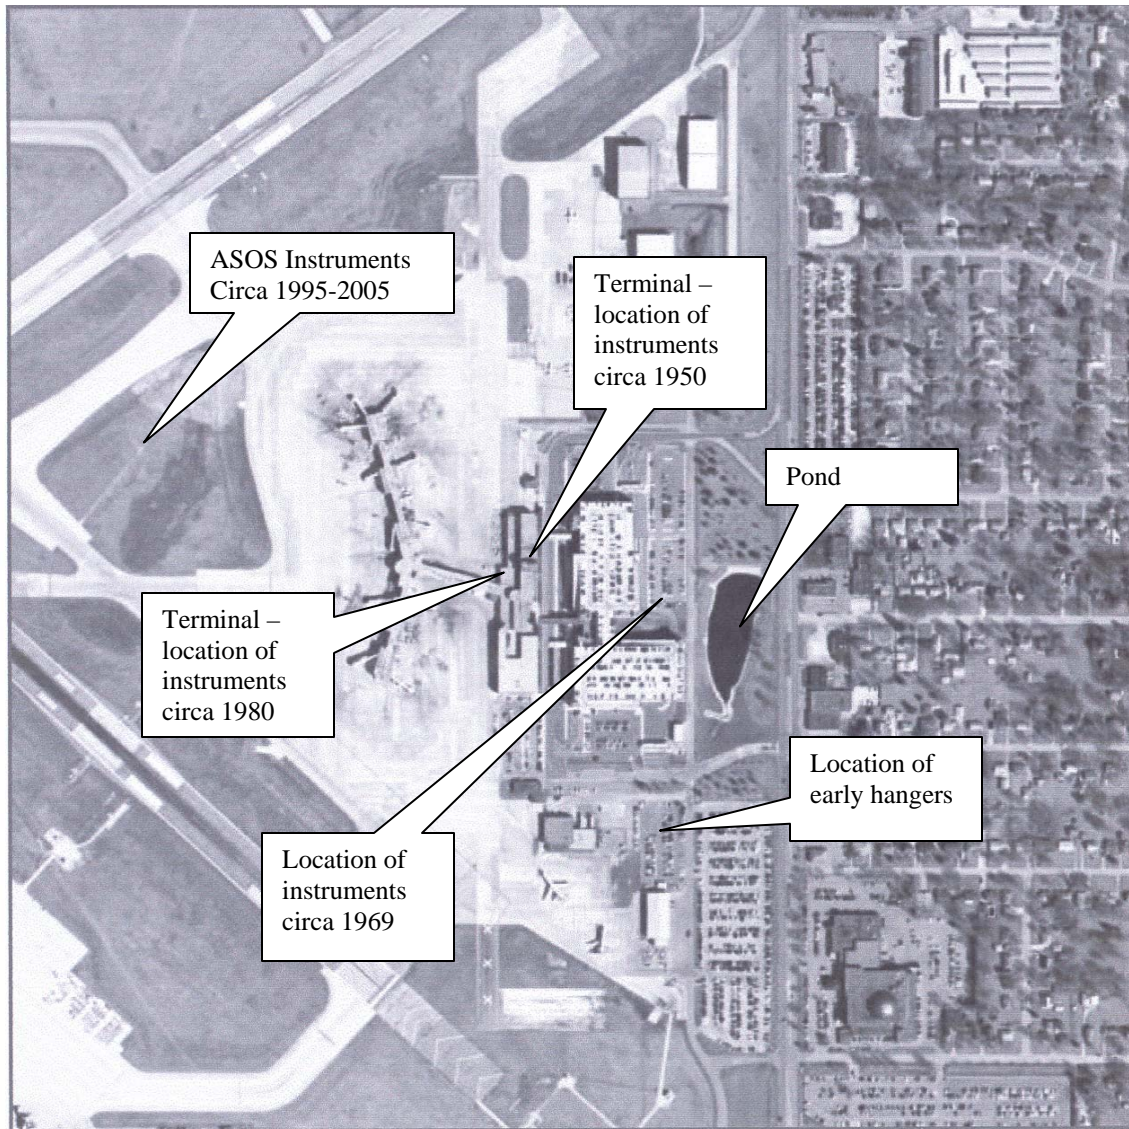 ASOS Instruments
Circa 1995-2005
Terminal –
location of
instruments
circa 1950
Pond
Terminal –
location of
instruments
circa 1980
Location of
early hangers
Location of
instruments
circa 1969